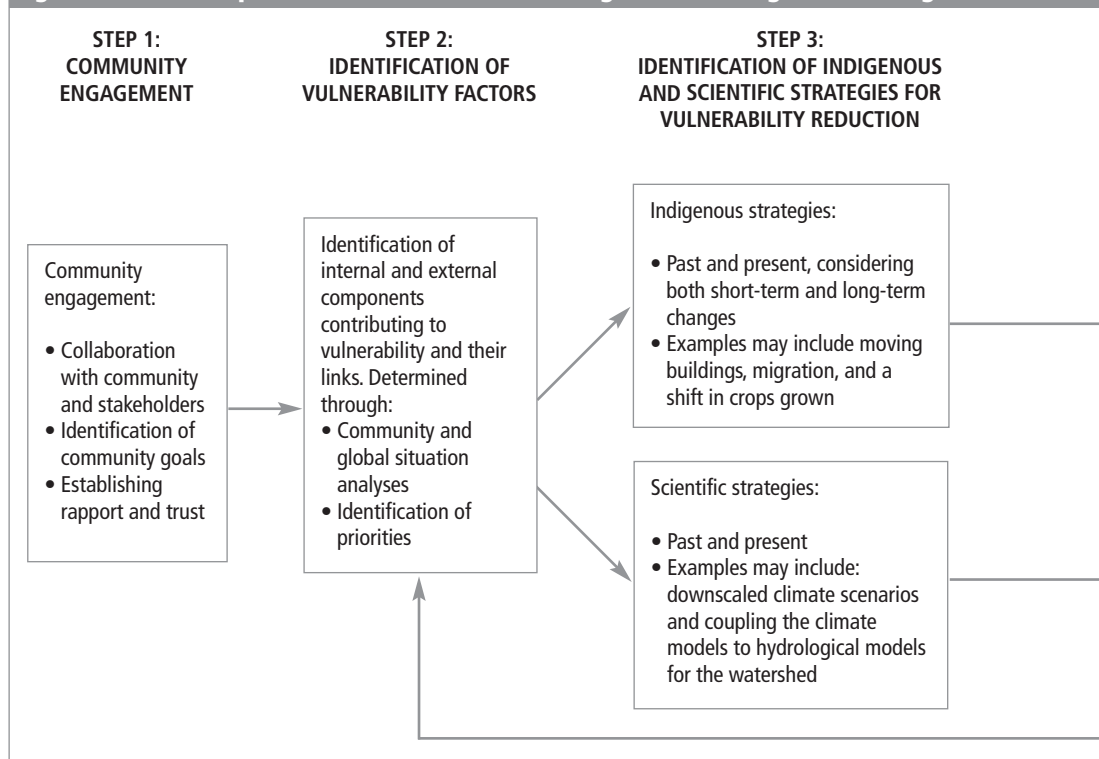 STEP 1:
COMMUNITY
ENGAGEMENT
STEP 2:
IDENTIFICATION OF
VULNERABILITY FACTORS
STEP 3:
IDENTIFICATION OF INDIGENOUS
AND SCIENTIFIC STRATEGIES FOR
VULNERABILITY REDUCTION
Community
engagement:
• Collaboration
with community
and stakeholders
• Identification of
community goals
• Establishing
rapport and trust
Identification of
internal and external
components
contributing to
vulnerability and their
links. Determined
through:
• Community and
global situation
analyses
• Identification of
priorities
Indigenous strategies:
• Past and present, considering
both short-term and long-term
changes
• Examples may include moving
buildings, migration, and a
shift in crops grown
Scientific strategies:
• Past and present
• Examples may include:
downscaled climate scenarios
and coupling the climate
models to hydrological models
for the watershed